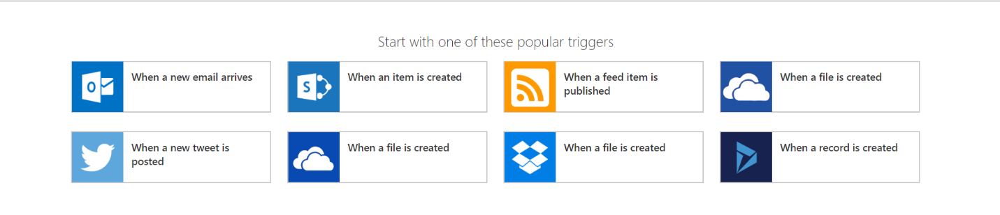 Start with one of these popular triggers
When a new email arrives
When an item is created
When a feed item is
published
When a file is created
When a new tweet is
posted
When a file is created
When a file is created
When a record is created